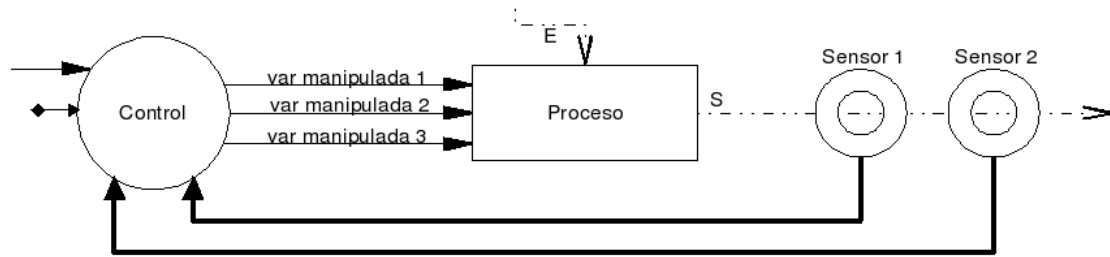 E
Sensor 1
Sensor 2
var manipulada 1
S
Control
var manipulada 2
Proceso
var manipulada 3